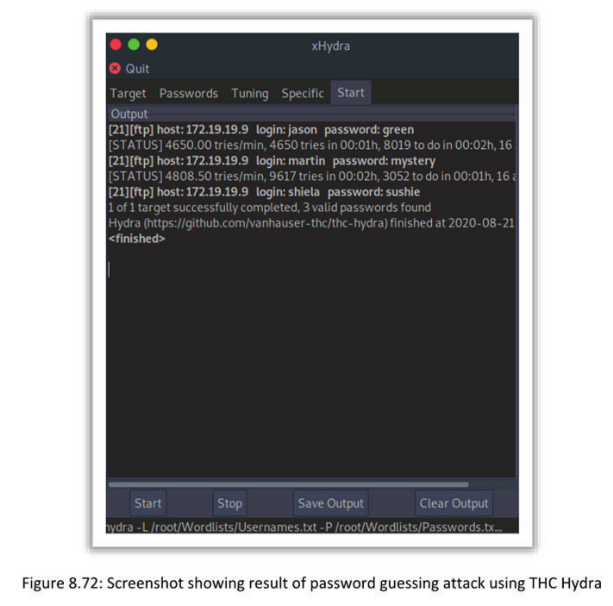 xHydra
Quit
Target Passwords Tuning Specific Start
Output
[21][ftp] host: 172.19.19.9 login: jason password: green
[STATUS] 4650.00 tries/min, 4650 tries in 00:01h, 8019 to do in 00:02h, 16
[21][ftp] host: 172.19.19.9 login: martin password: mystery
[STATUS] 4808.50 tries/min, 9617 tries in 00:02h, 3052 to do in 00:01h, 16 a
[21][ftp] host: 172.19.19.9 login: shiela password: sushie
1 of 1 target successfully completed, 3 valid passwords found
Hydra (https://github.com/vanhauser-thc/thc-hydra) finished at 2020-08-21
<finished>
Start Stop Save Output Clear Output
hydra -L /root/Wordlists/Usernames.txt -P /root/Wordlists/Passwords.tx...
Figure 8.72: Screenshot showing result of password guessing attack using THC Hydra